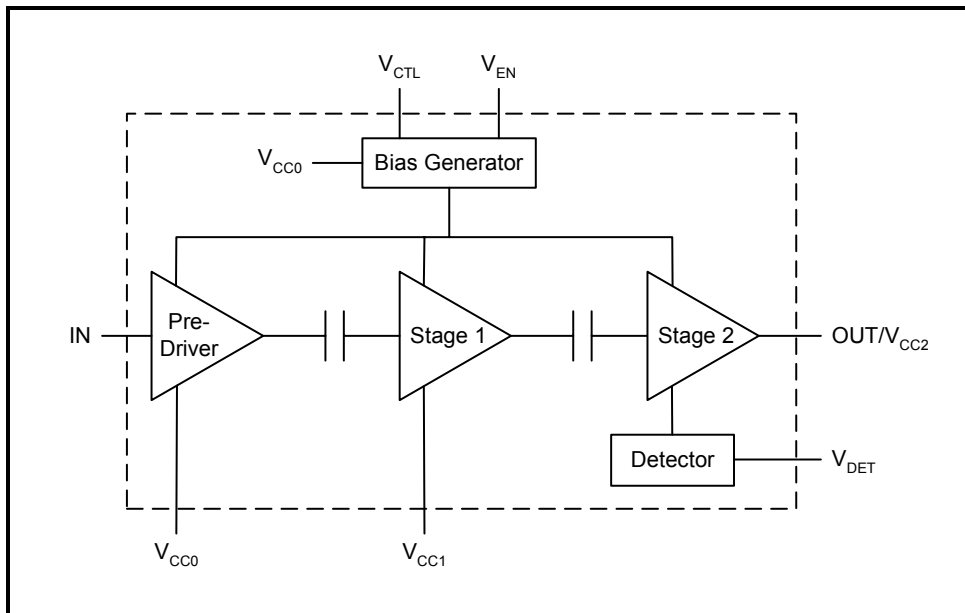 V_CTL
V_EN
V_CC0
Bias Generator
IN
Pre-
Driver
Stage 1
Stage 2
OUT/V_CC2
Detector
V_DET
V_CC0
V_CC1